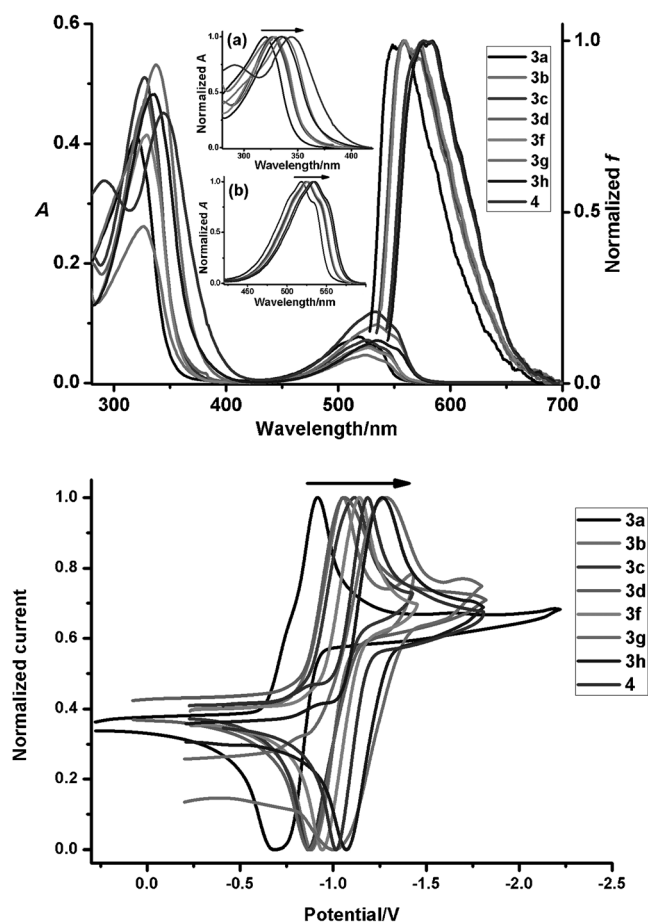 (a)
Normalized A
300
350
400
Wavelength/nm
0.0
0.5
1.0
(b)
Normalized A
450
500
550
Wavelength/nm
0.0
0.5
1.0
A
0.6
0.4
0.2
0.0
300
400
500
600
700
Wavelength/nm
1.0
0.5
0.0
Normalized f
3a
3b
3c
3d
3f
3g
3h
4
Normalized current
1.0
0.8
0.6
0.4
0.2
0.0
0.0
-0.5
-1.0
-1.5
-2.0
-2.5
Potential/V
3a
3b
3c
3d
3f
3g
3h
4